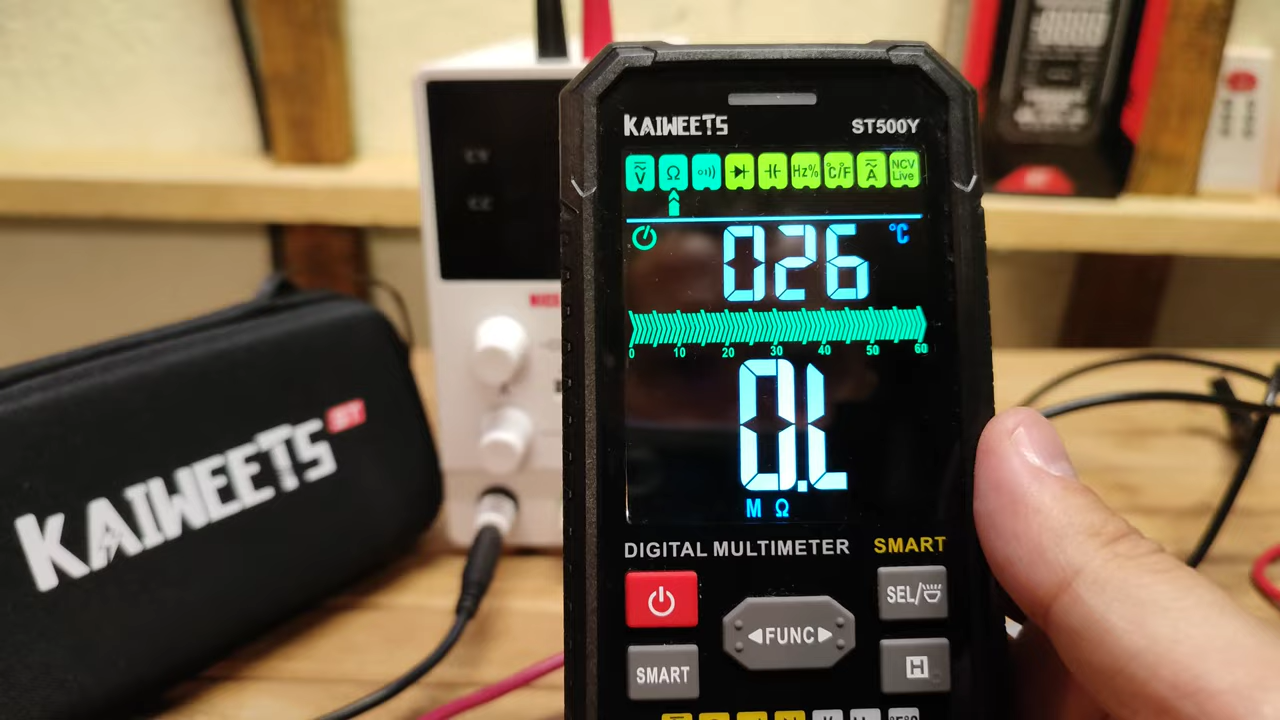 KAIWEETS ST500Y
V Ω Hz% °C/F A NCV Live
026 °C
0 10 20 30 40 50 60
0.L
M Ω
DIGITAL MULTIMETER SMART
SEL/
FUNC
SMART H
KAIWEETS